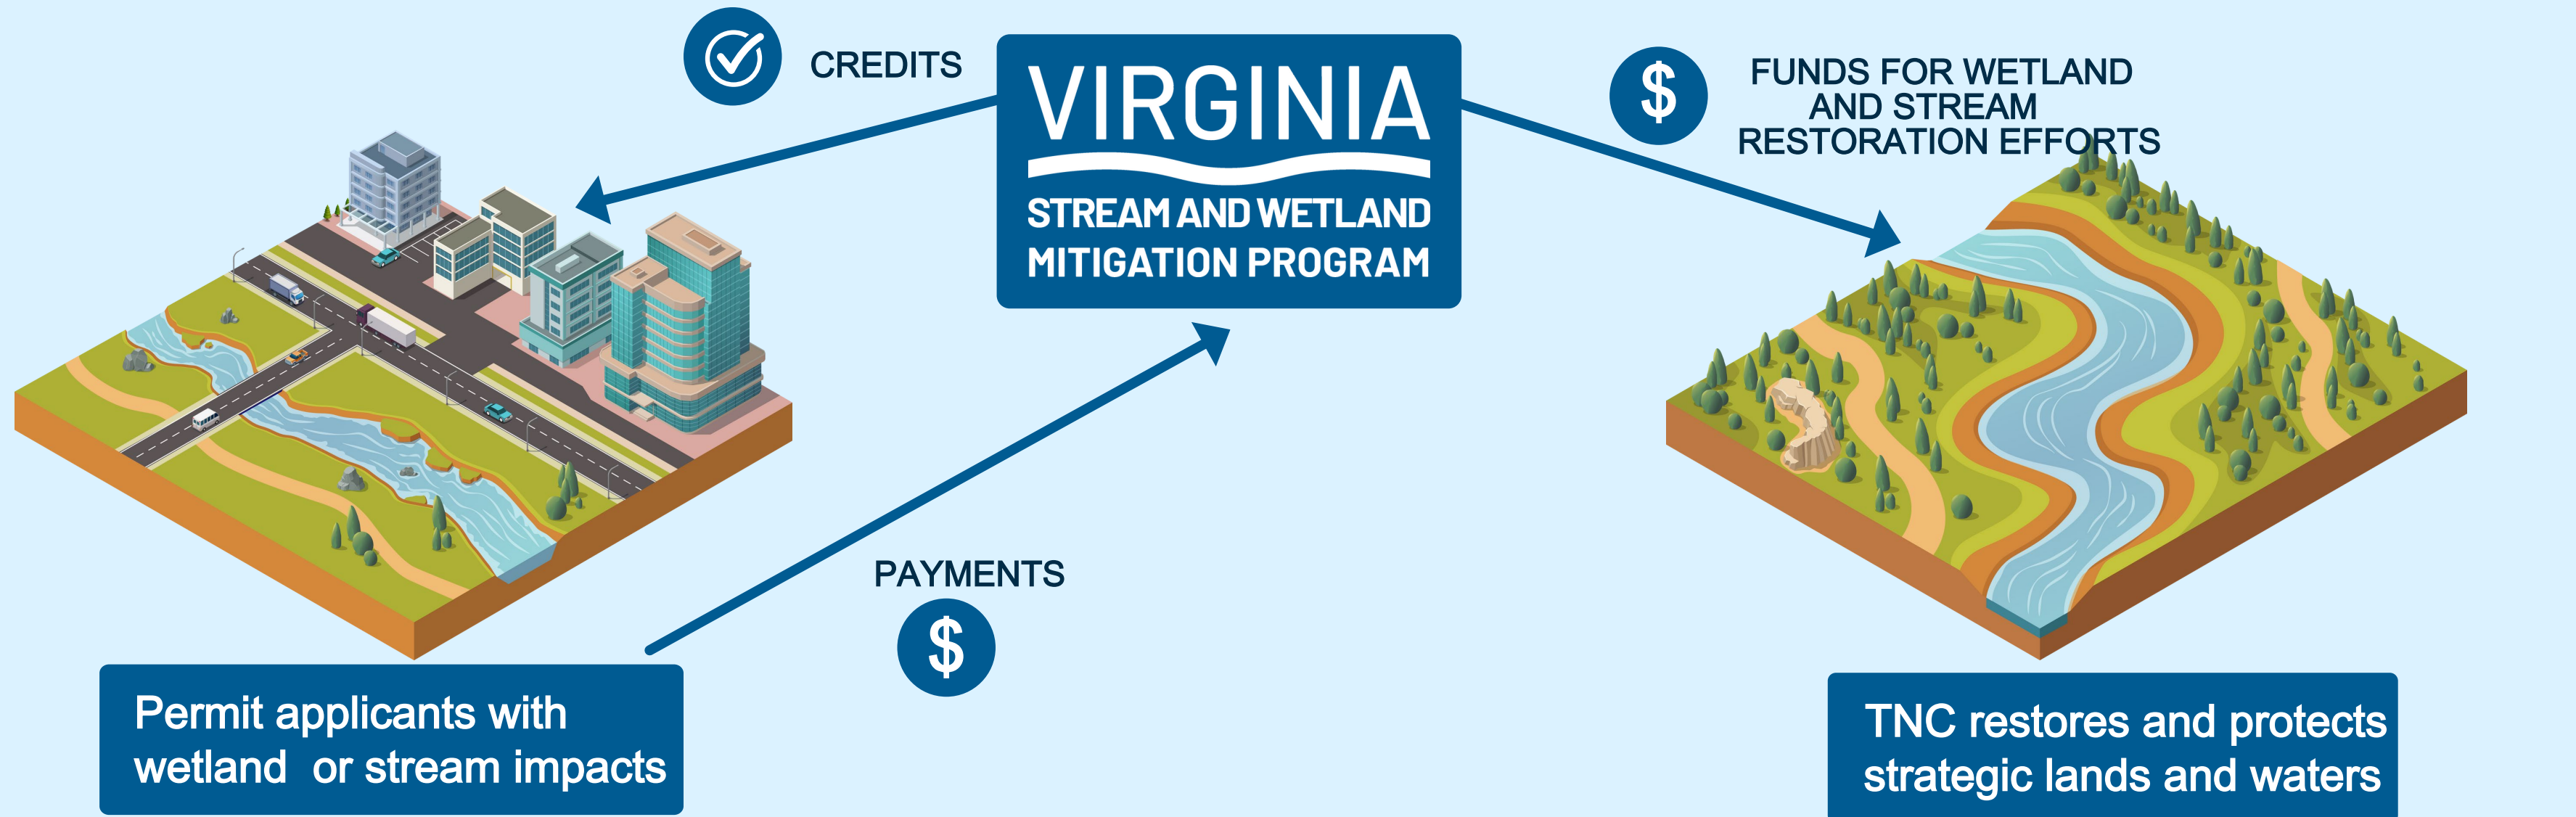 CREDITS
VIRGINIA
STREAM AND WETLAND
MITIGATION PROGRAM
$
FUNDS FOR WETLAND
AND STREAM
RESTORATION EFFORTS
PAYMENTS
$
Permit applicants with
wetland  or stream impacts
TNC restores and protects
strategic lands and waters